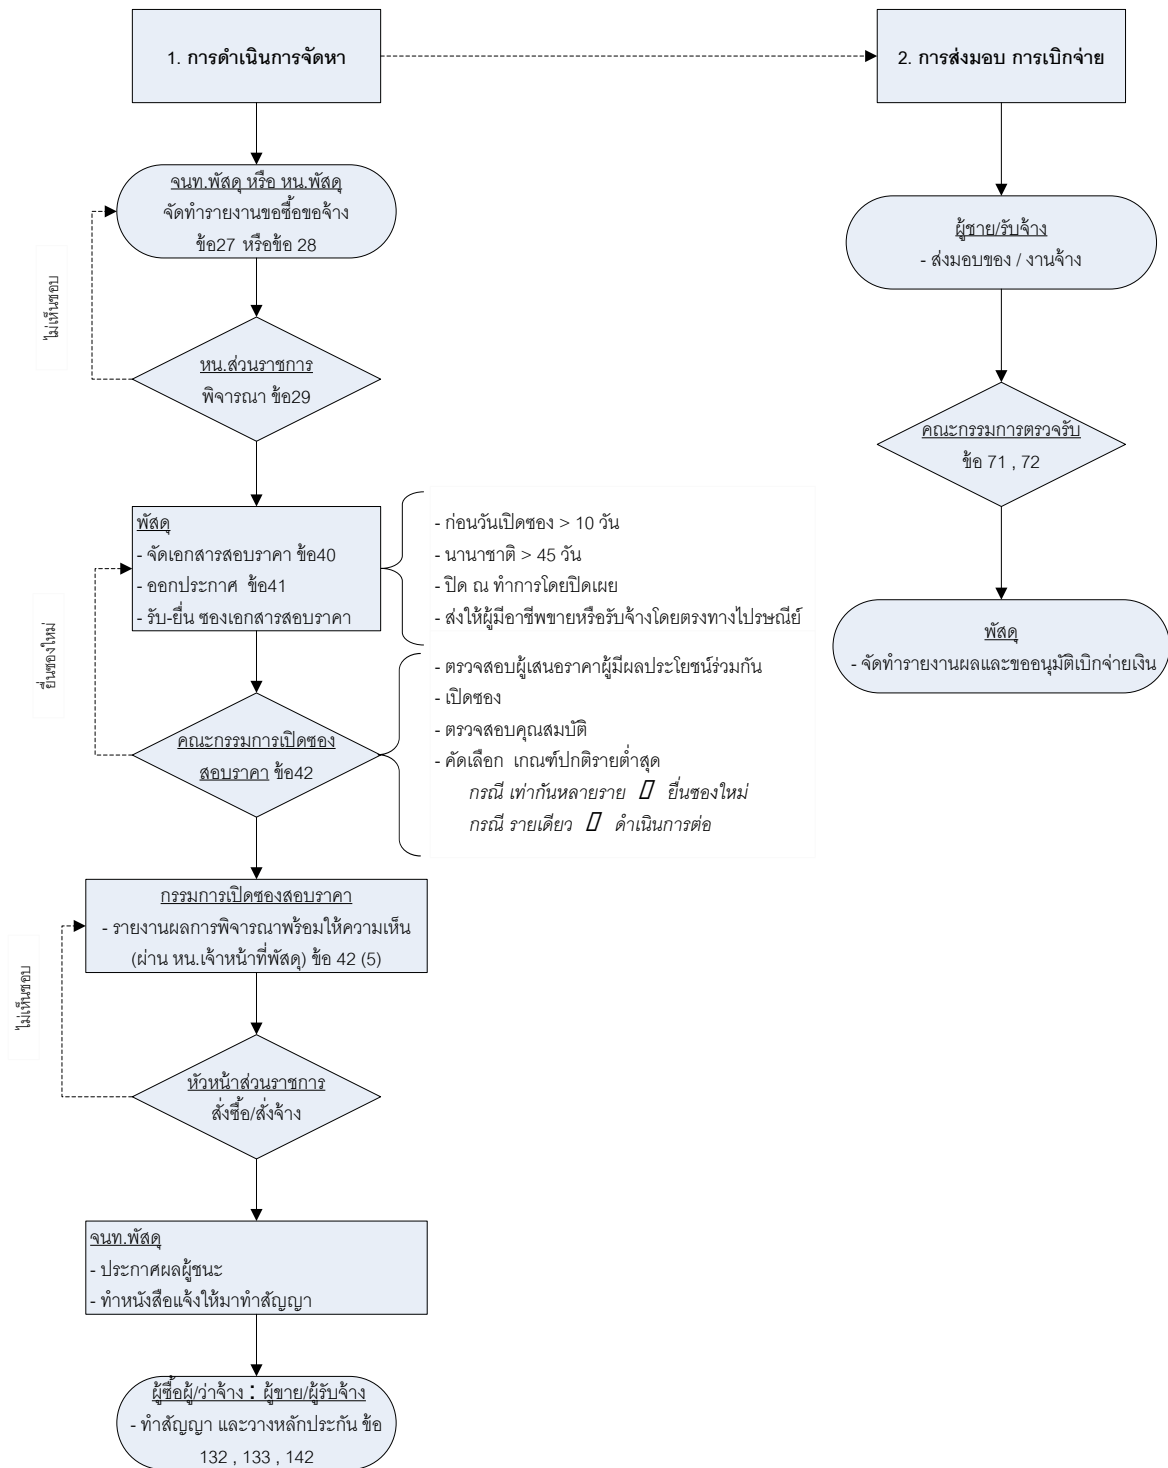 1. การดำเนินการจัดหา
2. การส่งมอบ การเบิกจ่าย
จนท.พัสดุ หรือ หน.พัสดุ
จัดทำรายงานขอซื้อขอจ้าง
ข้อ27 หรือข้อ 28
ไม่เห็นชอบ
หน.ส่วนราชการ
พิจารณา ข้อ29
พัสดุ
- จัดเอกสารสอบราคา ข้อ40
- ออกประกาศ ข้อ41
- รับ-ยื่น ซองเอกสารสอบราคา
- ก่อนวันเปิดซอง > 10 วัน
- นานาชาติ > 45 วัน
- ปิด ณ ทำการโดยปิดเผย
- ส่งให้ผู้มีอาชีพขายหรือรับจ้างโดยตรงทางไปรษณีย์
ยื่นซองใหม่
คณะกรรมการเปิดซอง
สอบราคา ข้อ42
- ตรวจสอบผู้เสนอราคาผู้มีผลประโยชน์ร่วมกัน
- เปิดซอง
- ตรวจสอบคุณสมบัติ
- คัดเลือก เกณฑ์ปกติรายต่ำสุด
กรณี เท่ากันหลายราย ▯ ยื่นซองใหม่
กรณี รายเดียว ▯ ดำเนินการต่อ
กรรมการเปิดซองสอบราคา
- รายงานผลการพิจารณาพร้อมให้ความเห็น
(ผ่าน หน.เจ้าหน้าที่พัสดุ) ข้อ 42 (5)
ไม่เห็นชอบ
หัวหน้าส่วนราชการ
สั่งซื้อ/สั่งจ้าง
จนท.พัสดุ
- ประกาศผลผู้ชนะ
- ทำหนังสือแจ้งให้มาทำสัญญา
ผู้ซื้อผู้/ว่าจ้าง : ผู้ขาย/ผู้รับจ้าง
- ทำสัญญา และวางหลักประกัน ข้อ
132 , 133 , 142
ผู้ขาย/รับจ้าง
- ส่งมอบของ / งานจ้าง
คณะกรรมการตรวจรับ
ข้อ 71 , 72
พัสดุ
- จัดทำรายงานผลและขออนุมัติเบิกจ่ายเงิน